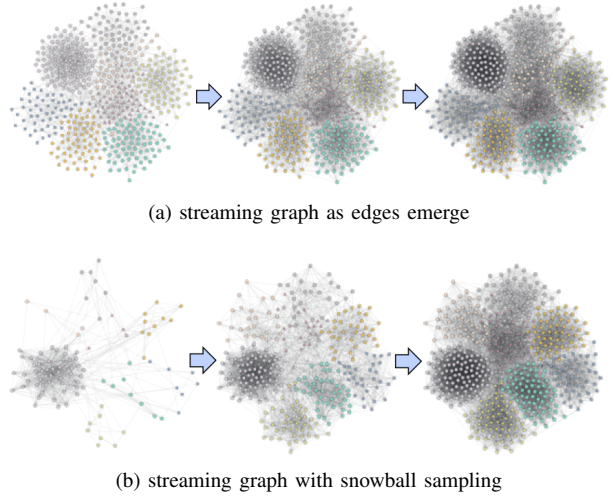 (a) streaming graph as edges emerge
(b) streaming graph with snowball sampling